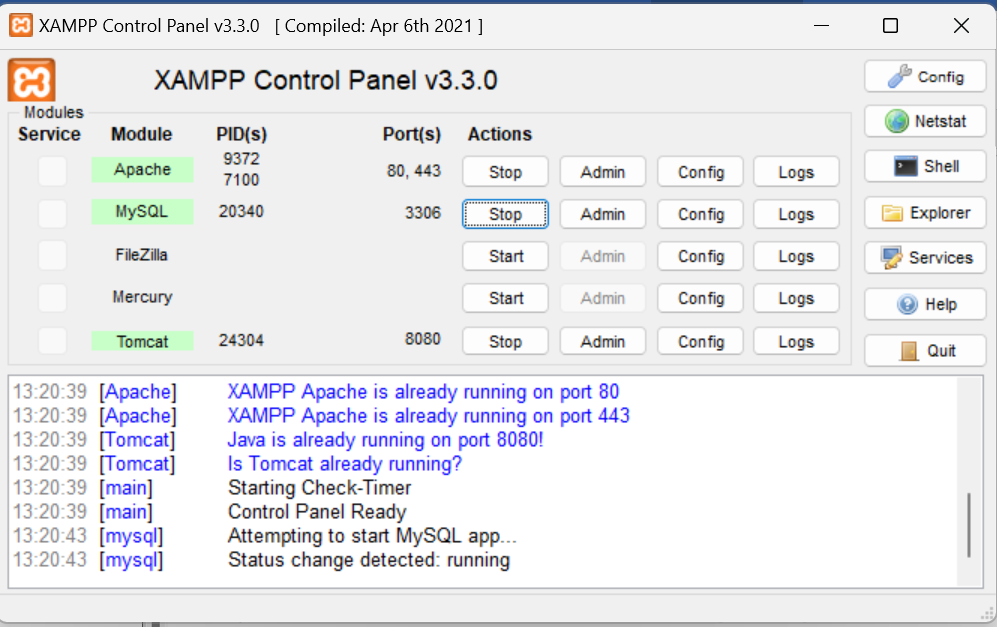 XAMPP Control Panel v3.3.0 [ Compiled: Apr 6th 2021 ]
XAMPP Control Panel v3.3.0
Config
Modules
Service Module PID(s) Port(s) Actions
Netstat
Apache 9372 7100 80, 443 Stop Admin Config Logs
Shell
MySQL 20340 3306 Stop Admin Config Logs
Explorer
FileZilla Start Admin Config Logs
Services
Mercury Start Admin Config Logs
Help
Tomcat 24304 8080 Stop Admin Config Logs
Quit
13:20:39 [Apache] XAMPP Apache is already running on port 80
13:20:39 [Apache] XAMPP Apache is already running on port 443
13:20:39 [Tomcat] Java is already running on port 8080!
13:20:39 [Tomcat] Is Tomcat already running?
13:20:39 [main] Starting Check-Timer
13:20:39 [main] Control Panel Ready
13:20:43 [mysql] Attempting to start MySQL app...
13:20:43 [mysql] Status change detected: running